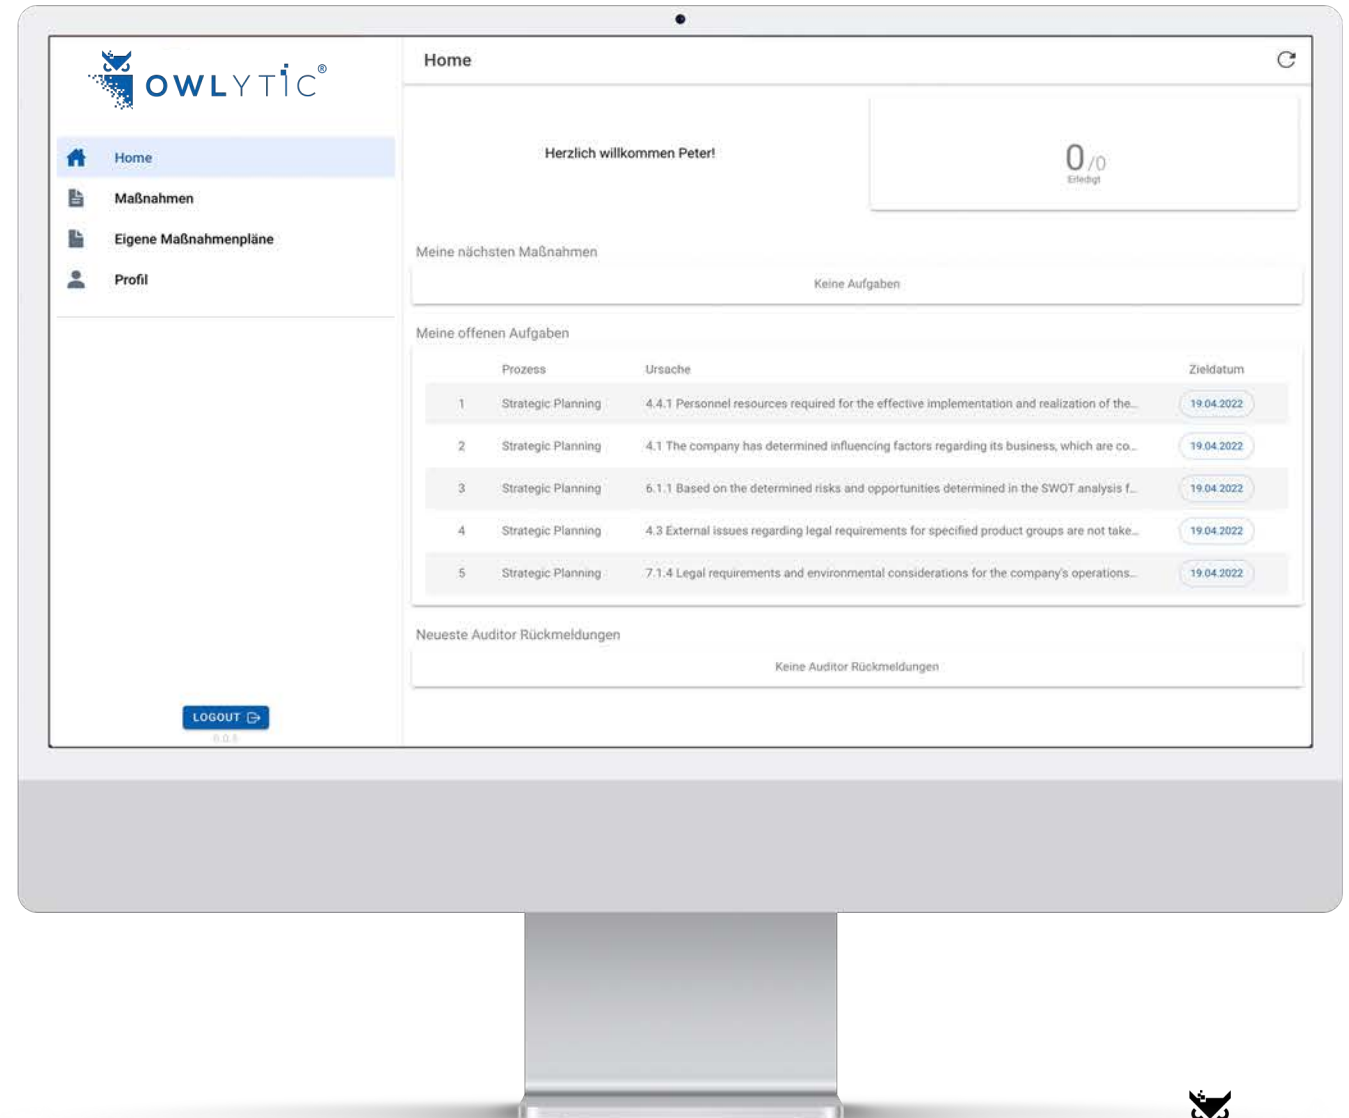 OWLYTiC®
Home
Home
Maßnahmen
Eigene Maßnahmenpläne
Profil
LOGOUT
Herzlich willkommen Peter!
0/0
Erledigt
Meine nächsten Maßnahmen
Keine Aufgaben
Meine offenen Aufgaben
Prozess Ursache Zieldatum
1 Strategic Planning 4.4.1 Personnel resources required for the effective implementation and realization of the... 19.04.2022
2 Strategic Planning 4.1 The company has determined influencing factors regarding its business, which are co... 19.04.2022
3 Strategic Planning 6.1.1 Based on the determined risks and opportunities determined in the SWOT analysis f... 19.04.2022
4 Strategic Planning 4.3 External issues regarding legal requirements for specified product groups are not take... 19.04.2022
5 Strategic Planning 7.1.4 Legal requirements and environmental considerations for the company's operations... 19.04.2022
Neueste Auditor Rückmeldungen
Keine Auditor Rückmeldungen